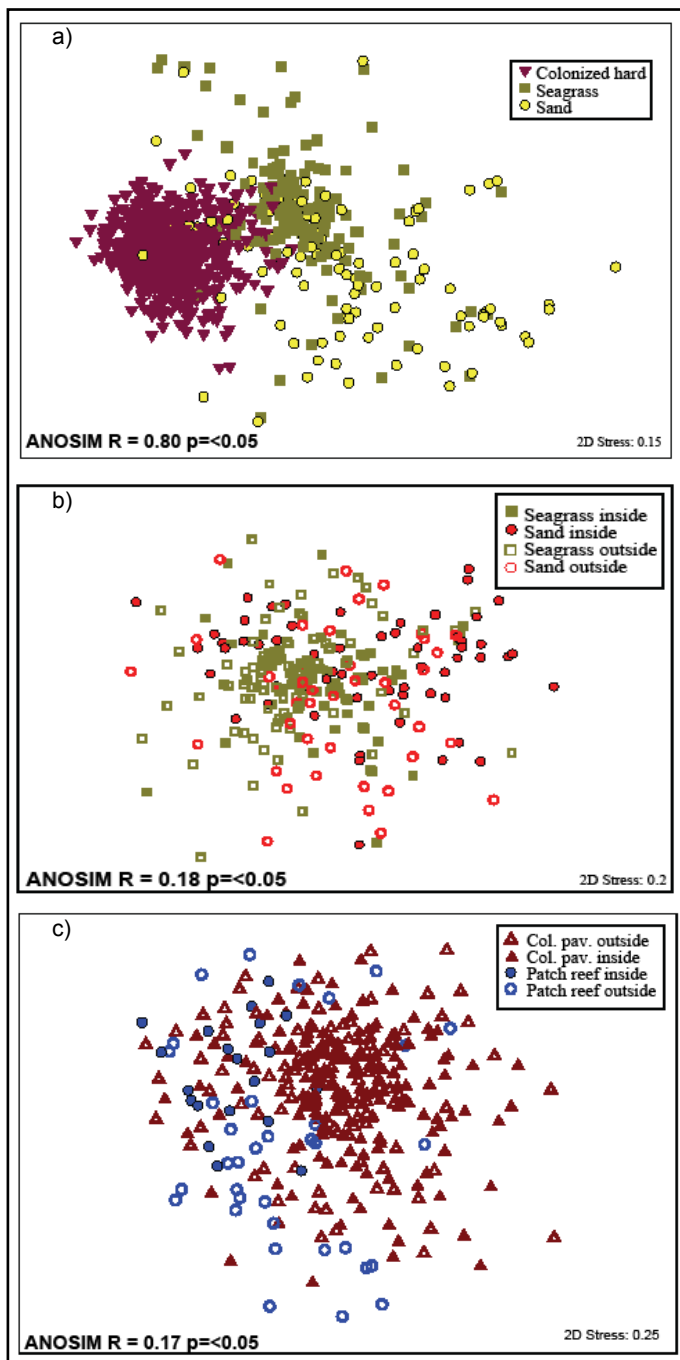 a)
Colonized hard
Seagrass
Sand
ANOSIM R = 0.80 p=<0.05
2D Stress: 0.15
b)
Seagrass inside
Sand inside
Seagrass outside
Sand outside
ANOSIM R = 0.18 p=<0.05
2D Stress: 0.2
c)
Col. pav. outside
Col. pav. inside
Patch reef inside
Patch reef outside
ANOSIM R = 0.17 p=<0.05
2D Stress: 0.25